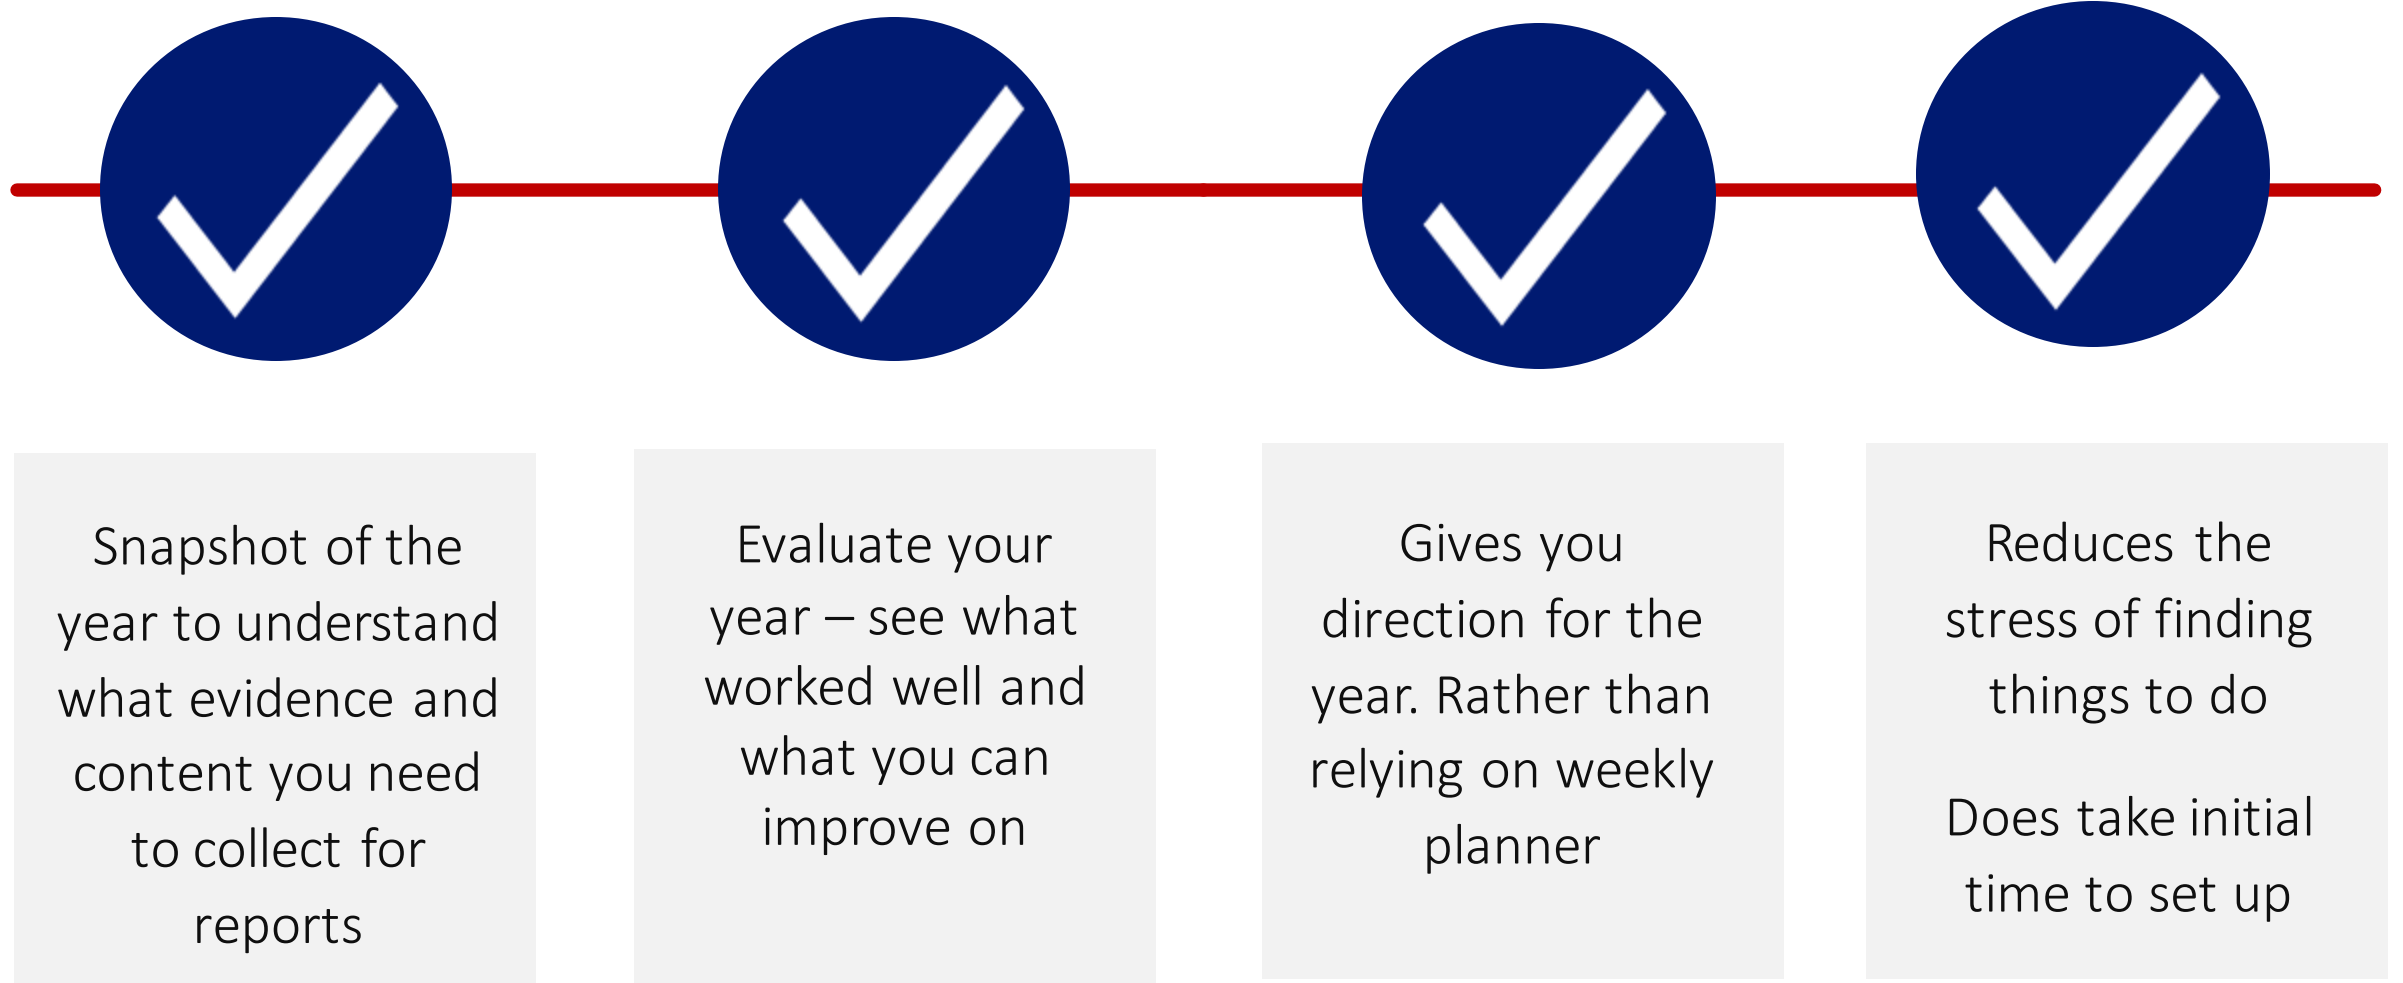 Snapshot of the
year to understand
what evidence and
content you need
to collect for
reports
Evaluate your
year – see what
worked well and
what you can
improve on
Gives you
direction for the
year. Rather than
relying on weekly
planner
Reduces the
stress of finding
things to do
Does take initial
time to set up